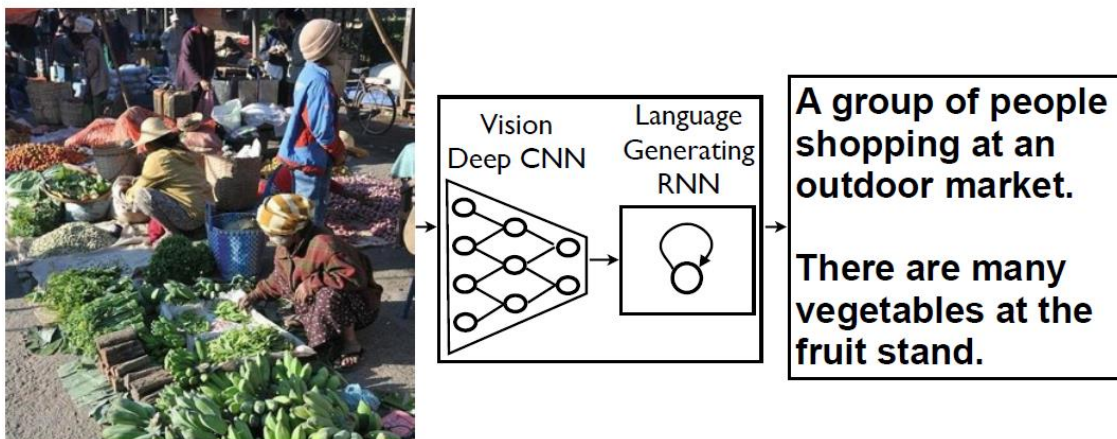 Vision
Deep CNN
Language
Generating
RNN
A group of people
shopping at an
outdoor market.
There are many
vegetables at the
fruit stand.